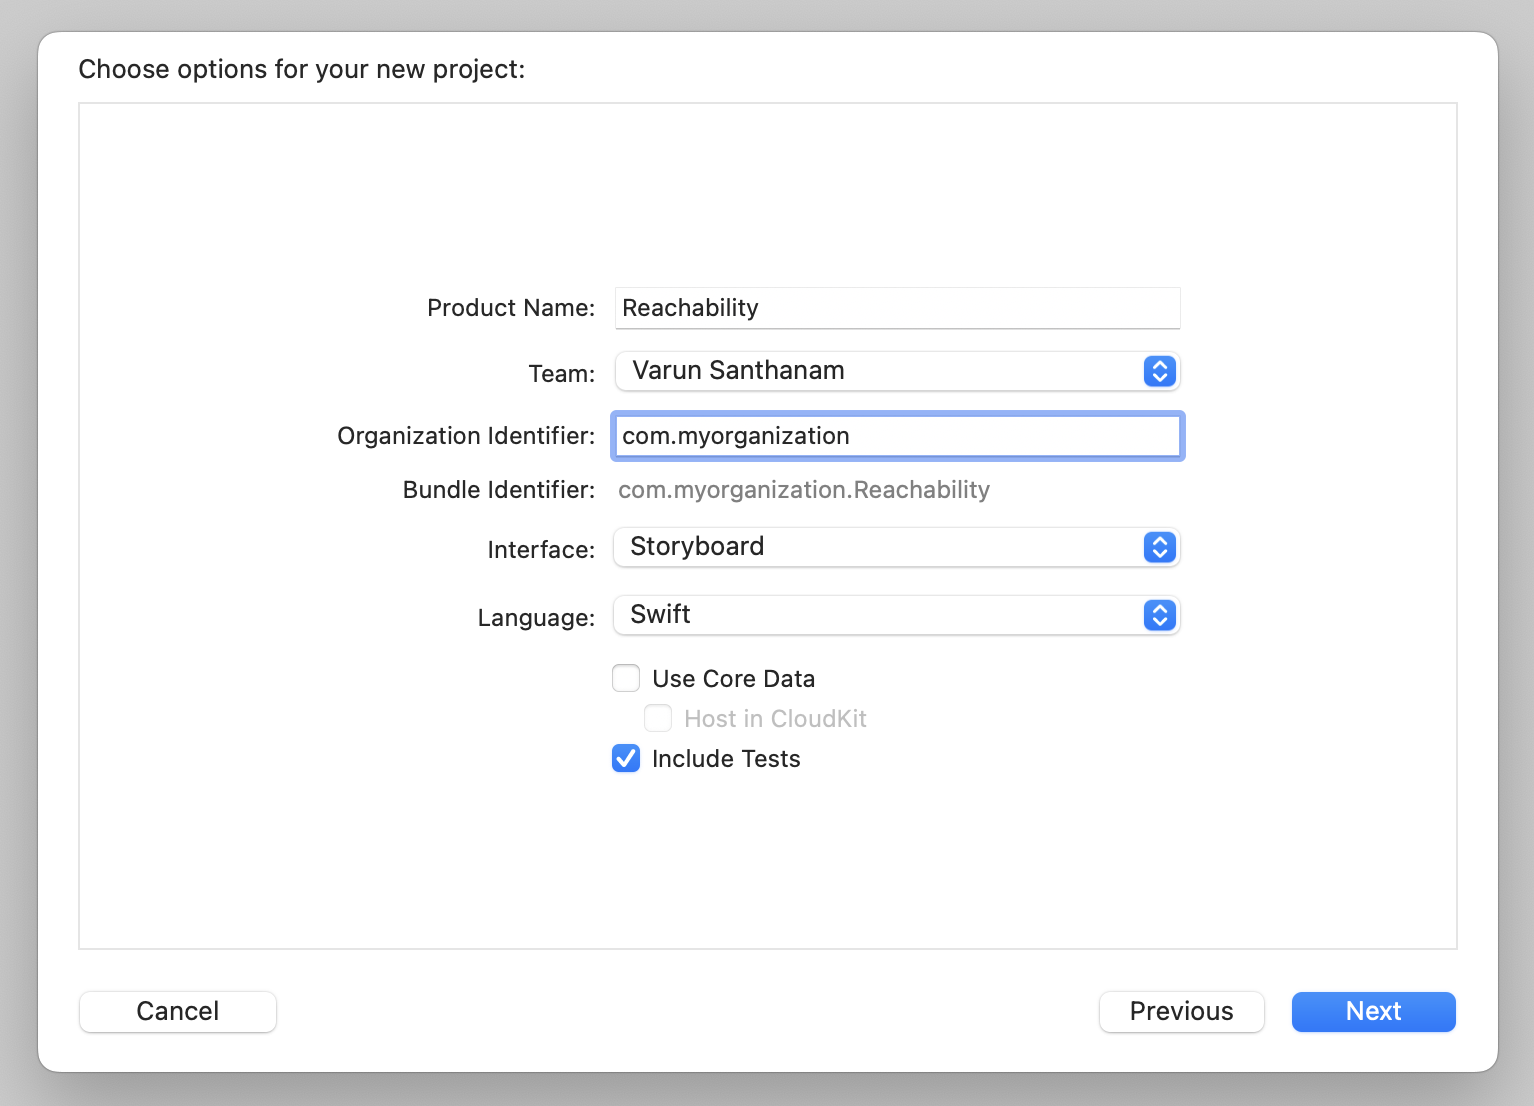 Choose options for your new project:
Product Name: Reachability
Team: Varun Santhanam
Organization Identifier: com.myorganization
Bundle Identifier: com.myorganization.Reachability
Interface: Storyboard
Language: Swift
Use Core Data
Host in CloudKit
Include Tests
Cancel Previous Next